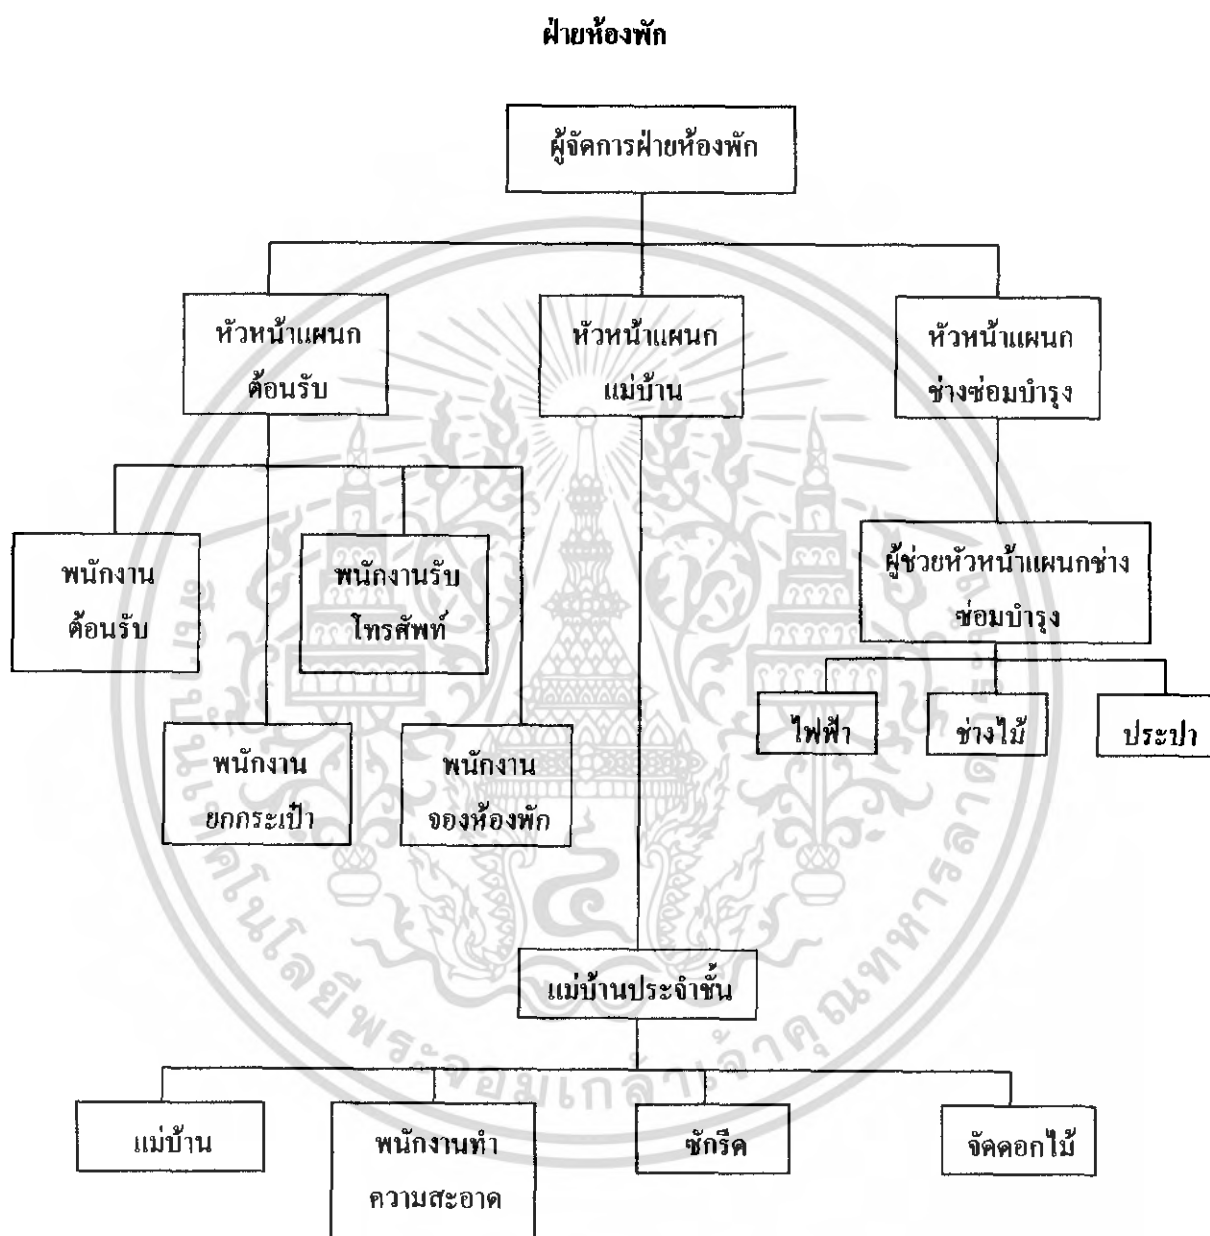 ฝ่ายห้องพัก
ผู้จัดการฝ่ายห้องพัก
หัวหน้าแผนก
ต้อนรับ
หัวหน้าแผนก
แม่บ้าน
หัวหน้าแผนก
ช่างซ่อมบำรุง
พนักงาน
ต้อนรับ
พนักงานรับ
โทรศัพท์
ผู้ช่วยหัวหน้าแผนกช่าง
ซ่อมบำรุง
พนักงาน
ยกกระเป๋า
พนักงาน
จองห้องพัก
ไฟฟ้า
ช่างไม้
ประปา
แม่บ้านประจำชั้น
แม่บ้าน
พนักงานทำ
ความสะอาด
ซักรีด
จัดดอกไม้